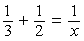 1/3 + 1/2 = 1/x